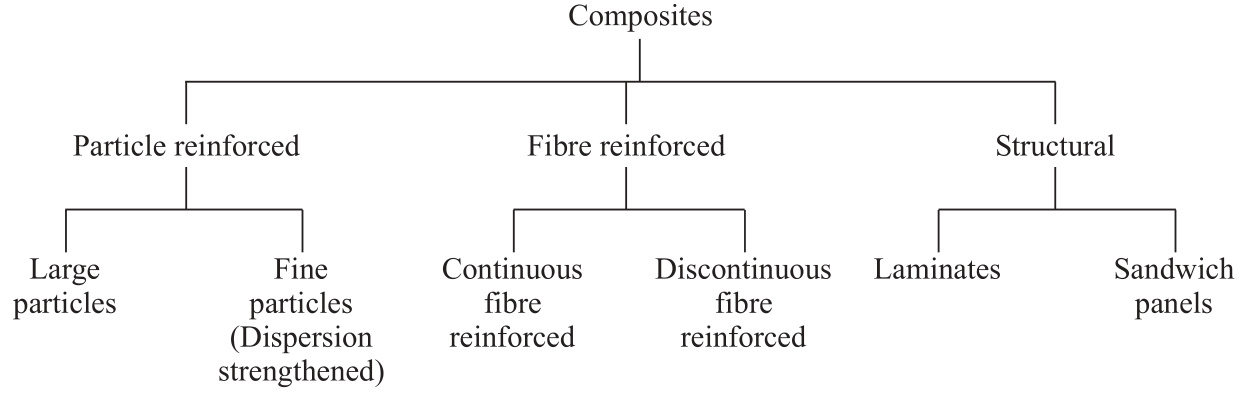 Composites
Particle reinforced
Fibre reinforced
Structural
Large
particles
Fine
particles
(Dispersion
strengthened)
Continuous
fibre
reinforced
Discontinuous
fibre
reinforced
Laminates
Sandwich
panels